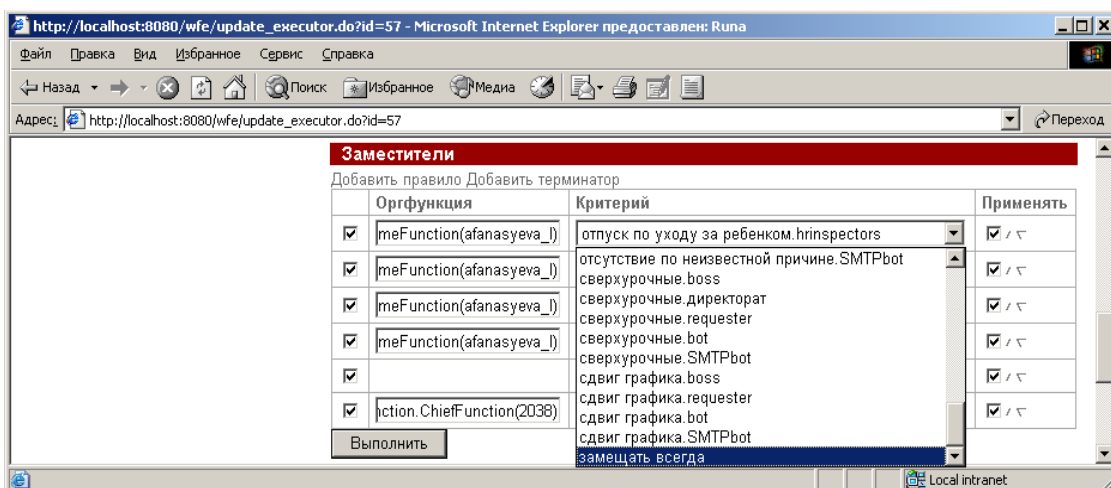 http://localhost:8080/wfe/update_executor.do?id=57 - Microsoft Internet Explorer предоставлен: Runa
Файл Правка Вид Избранное Сервис Справка
Назад Поиск Избранное Медиа
Адрес: http://localhost:8080/wfe/update_executor.do?id=57 Переход
Заместители
Добавить правило Добавить терминатор
Оргфункция Критерий Применять
meFunction(afanasyeva_l) отпуск по уходу за ребенком.hrinspectors
meFunction(afanasyeva_l)
meFunction(afanasyeva_l)
meFunction(afanasyeva_l)
nction.ChiefFunction(2038)
отсутствие по неизвестной причине.SMTPbot
сверхурочные.boss
сверхурочные.директорат
сверхурочные.requester
сверхурочные.bot
сверхурочные.SMTPbot
сдвиг графика.boss
сдвиг графика.requester
сдвиг графика.bot
сдвиг графика.SMTPbot
замещать всегда
Выполнить
Local intranet